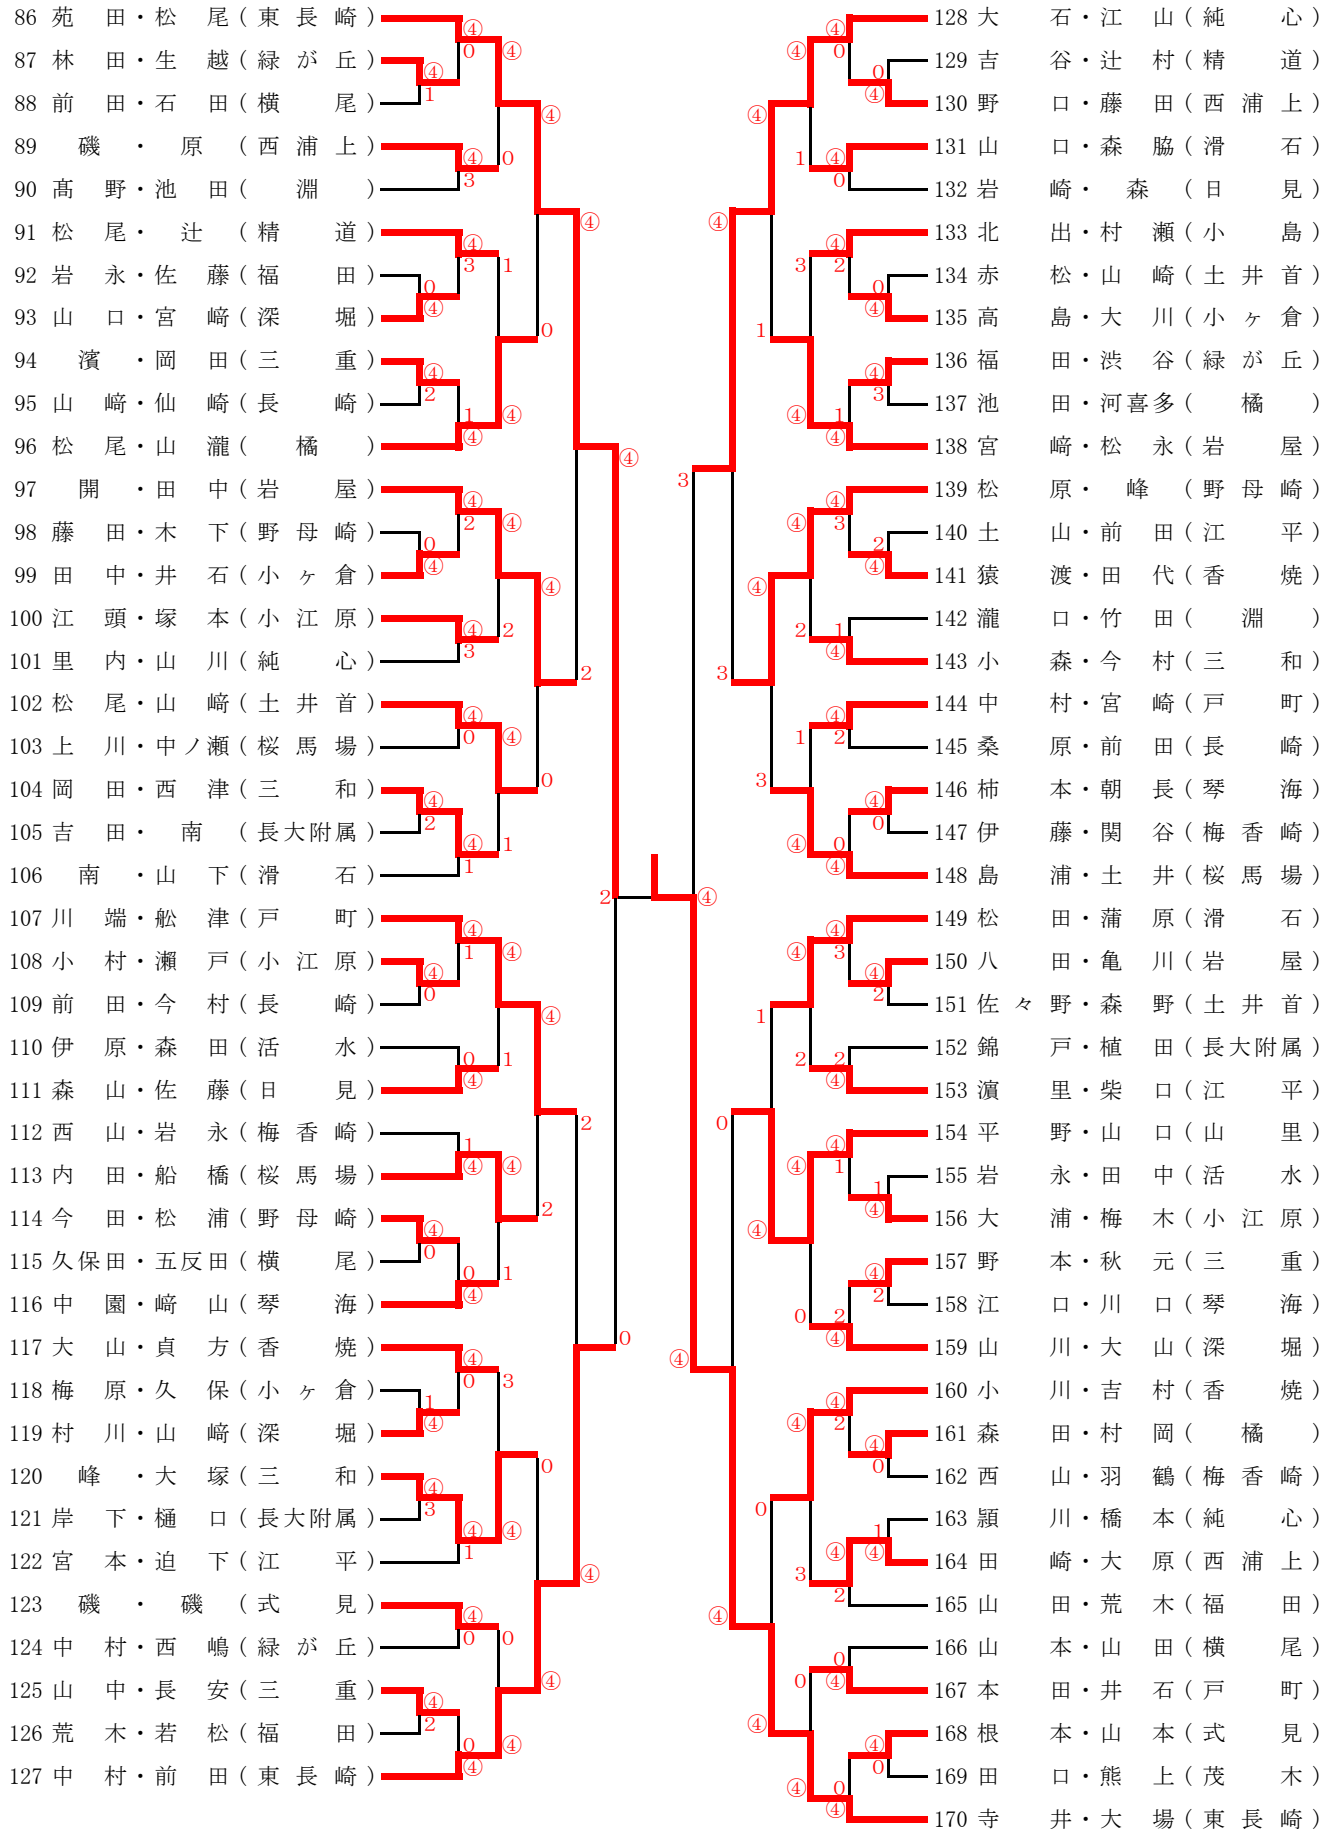 86 苑田・松尾（東長崎）
87 林田・生越（緑が丘）
88 前田・石田（横尾）
89 磯・原（西浦上）
90 髙野・池田（淵）
91 松尾・辻（精道）
92 岩永・佐藤（福田）
93 山口・宮﨑（深堀）
94 濱・岡田（三重）
95 山﨑・仙崎（長崎）
96 松尾・山瀧（橘）
97 開・田中（岩屋）
98 藤田・木下（野母崎）
99 田中・井石（小ヶ倉）
100 江頭・塚本（小江原）
101 里内・山川（純心）
102 松尾・山﨑（土井首）
103 上川・中ノ瀬（桜馬場）
104 岡田・西津（三和）
105 吉田・南（長大附属）
106 南・山下（滑石）
107 川端・舩津（戸町）
108 小村・瀬戸（小江原）
109 前田・今村（長崎）
110 伊原・森田（活水）
111 森山・佐藤（日見）
112 西山・岩永（梅香崎）
113 内田・船橋（桜馬場）
114 今田・松浦（野母崎）
115 久保田・五反田（横尾）
116 中園・﨑山（琴海）
117 大山・貞方（香焼）
118 梅原・久保（小ヶ倉）
119 村川・山﨑（深堀）
120 峰・大塚（三和）
121 岸下・樋口（長大附属）
122 宮本・迫下（江平）
123 磯・磯（式見）
124 中村・西嶋（緑が丘）
125 山中・長安（三重）
126 荒木・若松（福田）
127 中村・前田（東長崎）
128 大石・江山（純心）
129 吉谷・辻村（精道）
130 野口・藤田（西浦上）
131 山口・森脇（滑石）
132 岩崎・森（日見）
133 北出・村瀬（小島）
134 赤松・山崎（土井首）
135 高島・大川（小ヶ倉）
136 福田・渋谷（緑が丘）
137 池田・河喜多（橘）
138 宮﨑・松永（岩屋）
139 松原・峰（野母崎）
140 土山・前田（江平）
141 猿渡・田代（香焼）
142 瀧口・竹田（淵）
143 小森・今村（三和）
144 中村・宮崎（戸町）
145 桑原・前田（長崎）
146 柿本・朝長（琴海）
147 伊藤・関谷（梅香崎）
148 島浦・土井（桜馬場）
149 松田・蒲原（滑石）
150 八田・亀川（岩屋）
151 佐々野・森野（土井首）
152 錦戸・植田（長大附属）
153 濵里・柴口（江平）
154 平野・山口（山里）
155 岩永・田中（活水）
156 大浦・梅木（小江原）
157 野本・秋元（三重）
158 江口・川口（琴海）
159 山川・大山（深堀）
160 小川・吉村（香焼）
161 森田・村岡（橘）
162 西山・羽鶴（梅香崎）
163 頴川・橋本（純心）
164 田崎・大原（西浦上）
165 山田・荒木（福田）
166 山本・山田（横尾）
167 本田・井石（戸町）
168 根本・山本（式見）
169 田口・熊上（茂木）
170 寺井・大場（東長崎）